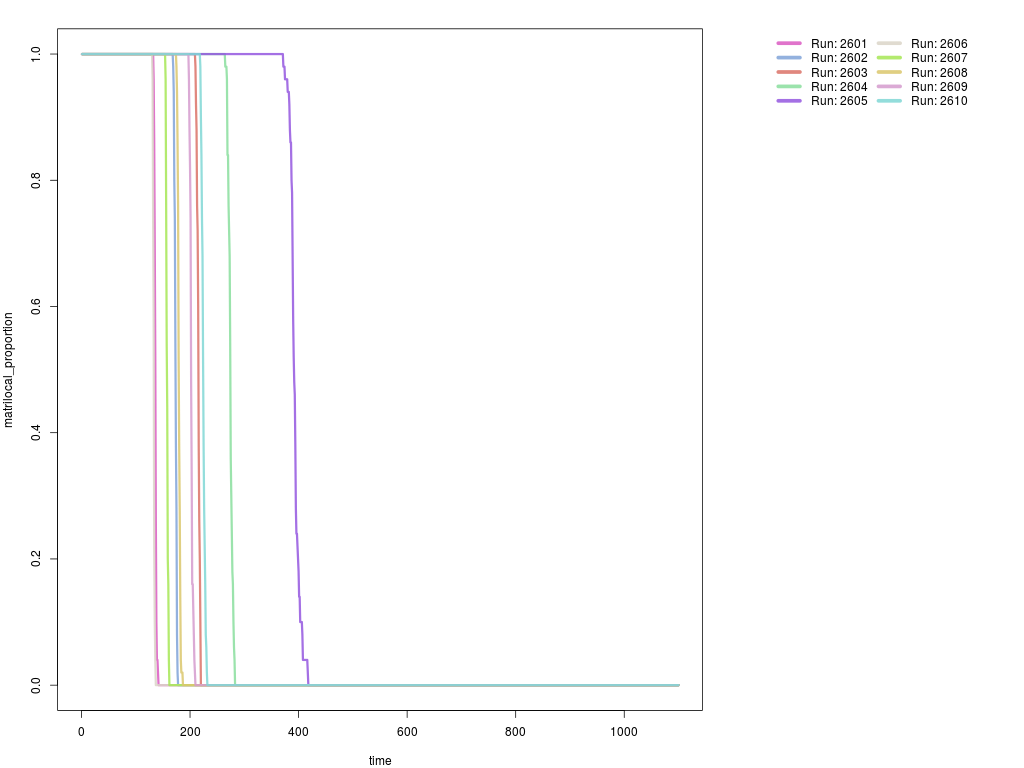 1.0
0.8
0.6
0.4
0.2
0.0
matrilocal_proportion
0 200 400 600 800 1000
time
Run: 2601 Run: 2606
Run: 2602 Run: 2607
Run: 2603 Run: 2608
Run: 2604 Run: 2609
Run: 2605 Run: 2610